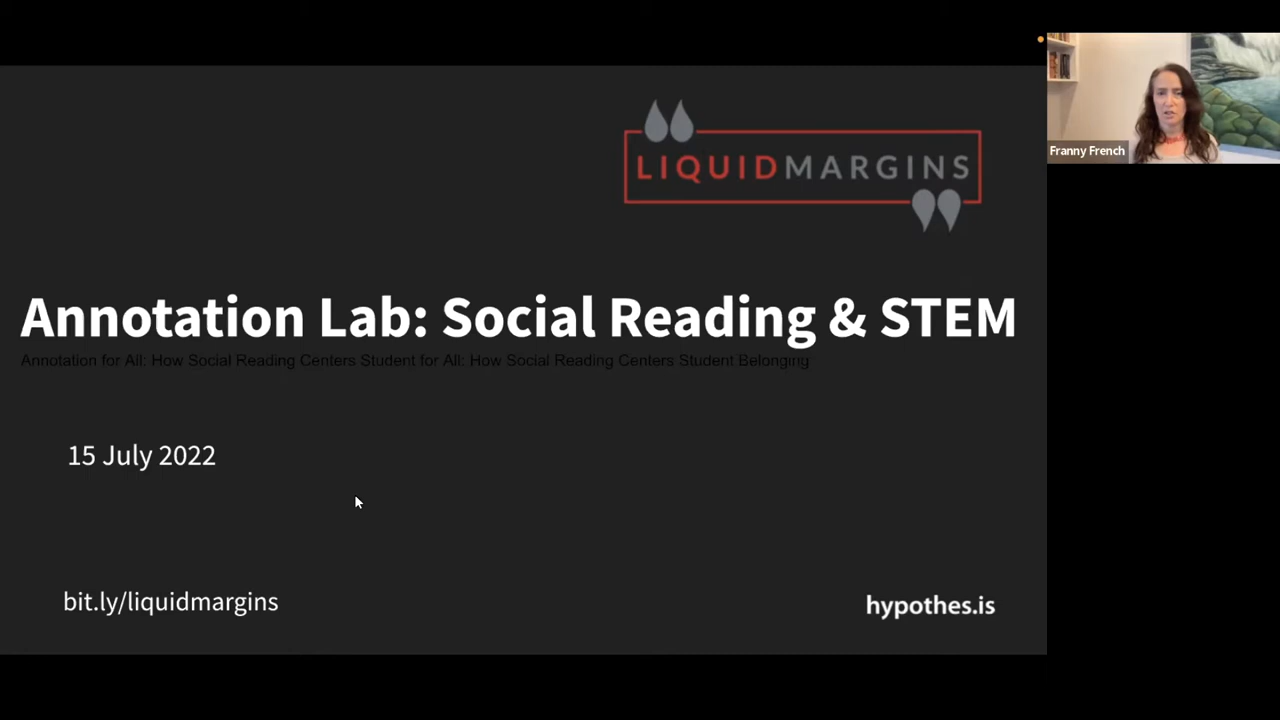 LIQUIDMARGINS
Franny French
Annotation Lab: Social Reading & STEM
Annotation for All: How Social Reading Centers Student for All: How Social Reading Centers Student Belonging
15 July 2022
bit.ly/liquidmargins
hypothes.is